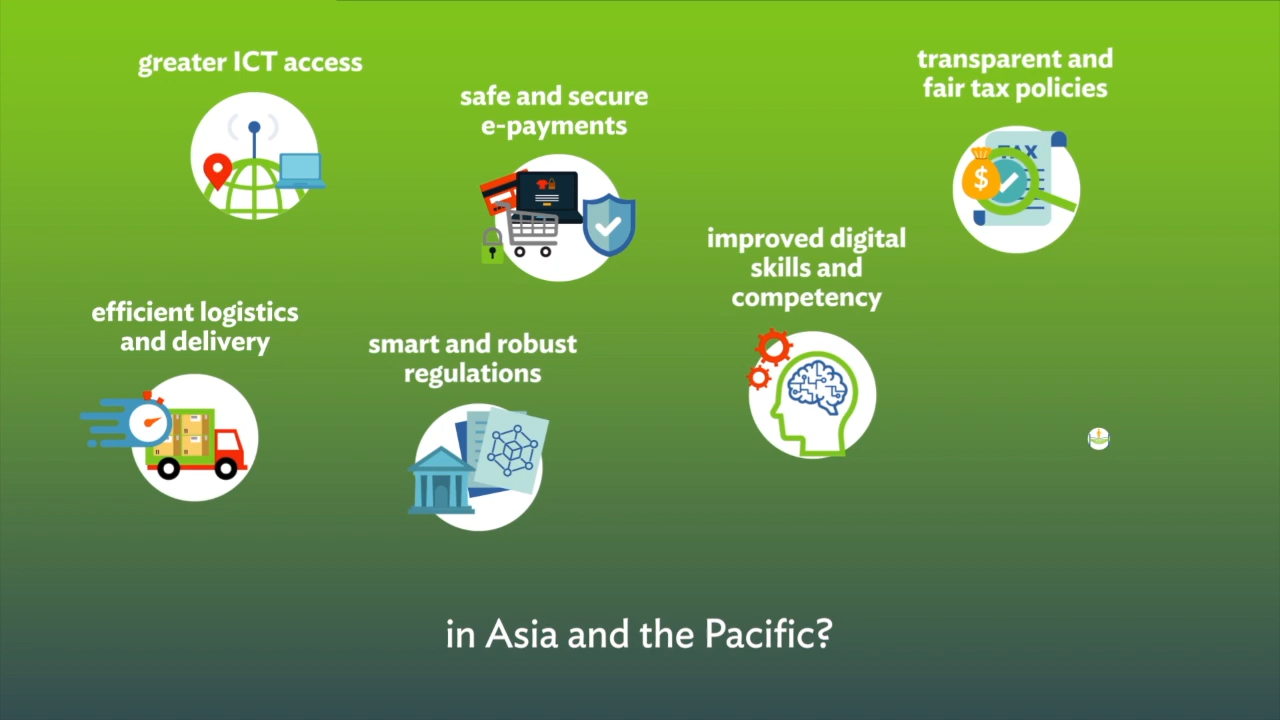 greater ICT access
safe and secure
e-payments
transparent and
fair tax policies
TAX
$
improved digital
skills and
competency
efficient logistics
and delivery
smart and robust
regulations
in Asia and the Pacific?